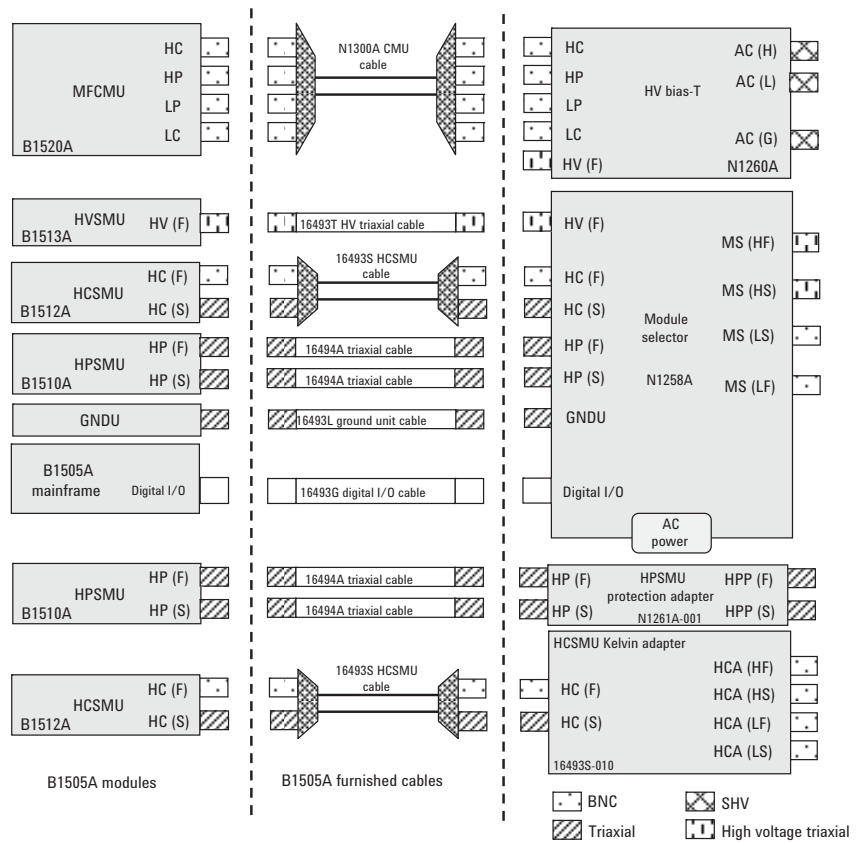 HC
HP
MFCMU
LP
LC
B1520A
N1300A CMU
cable
HC
HP
LP
LC
HV (F)
HV bias-T
AC (H)
AC (L)
AC (G)
N1260A
HVSMU
HV (F)
B1513A
16493T HV triaxial cable
HC (F)
HCSMU
HC (S)
B1512A
16493S HCSMU
cable
HP (F)
HPSMU
HP (S)
B1510A
16494A triaxial cable
16494A triaxial cable
GNDU
16493L ground unit cable
B1505A
mainframe
Digital I/O
16493G digital I/O cable
HV (F)
HC (F)
HC (S)
HP (F)
HP (S)
GNDU
Digital I/O
Module
selector
N1258A
MS (HF)
MS (HS)
MS (LS)
MS (LF)
AC
power
HP (F)
HPSMU
HP (S)
B1510A
16494A triaxial cable
16494A triaxial cable
HP (F)
HP (S)
HPSMU
protection adapter
N1261A-001
HPP (F)
HPP (S)
HC (F)
HCSMU
HC (S)
B1512A
16493S HCSMU
cable
HCSMU Kelvin adapter
HC (F)
HC (S)
HCA (HF)
HCA (HS)
HCA (LF)
HCA (LS)
16493S-010
B1505A modules
B1505A furnished cables
BNC
SHV
Triaxial
High voltage triaxial